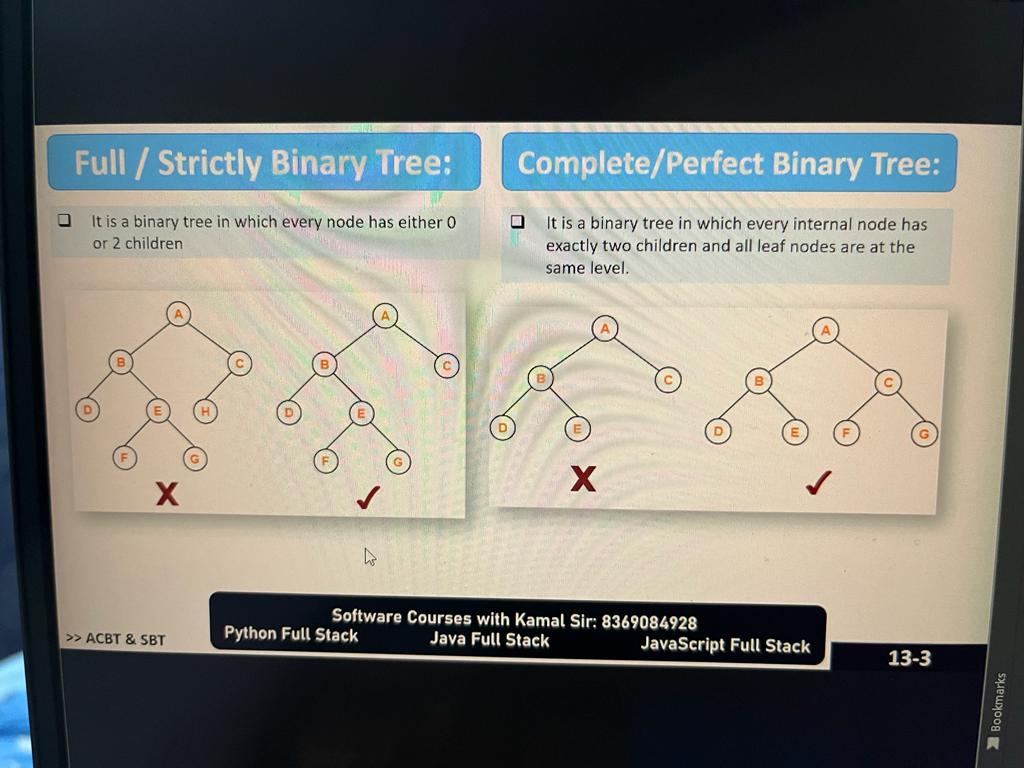 Full / Strictly Binary Tree:
❑ It is a binary tree in which every node has either 0
or 2 children
A
B
C
D
E
H
F
G
X
A
B
C
D
E
F
G
✓
Complete/Perfect Binary Tree:
❑ It is a binary tree in which every internal node has
exactly two children and all leaf nodes are at the
same level.
A
B
C
D
E
X
A
B
C
D
E
F
G
✓
>> ACBT & SBT
Software Courses with Kamal Sir: 8369084928
Python Full Stack Java Full Stack JavaScript Full Stack
13-3
Bookmarks